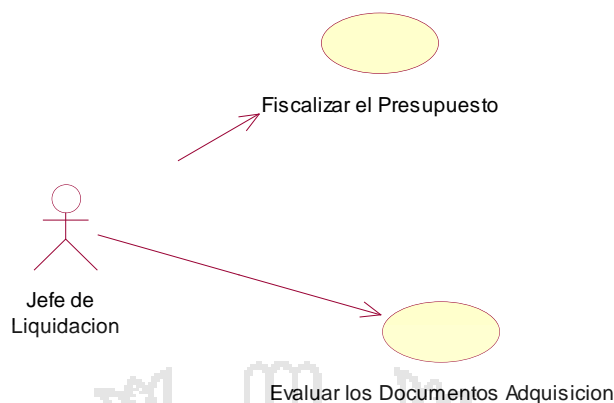 Fiscalizar el Presupuesto
Jefe de
Liquidacion
Evaluar los Documentos Adquisicion